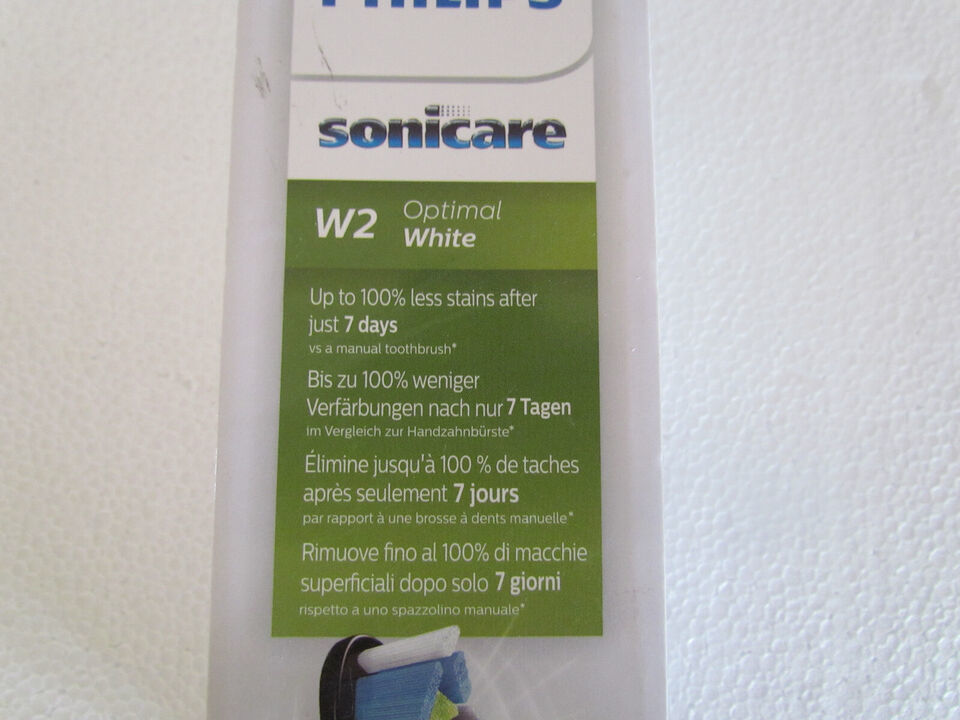 PHILIPS
sonicare
W2 Optimal
White
Up to 100% less stains after
just 7 days
vs a manual toothbrush*
Bis zu 100% weniger
Verfärbungen nach nur 7 Tagen
im Vergleich zur Handzahnbürste*
Élimine jusqu'à 100 % de taches
après seulement 7 jours
par rapport à une brosse à dents manuelle*
Rimuove fino al 100% di macchie
superficiali dopo solo 7 giorni
rispetto a uno spazzolino manuale*